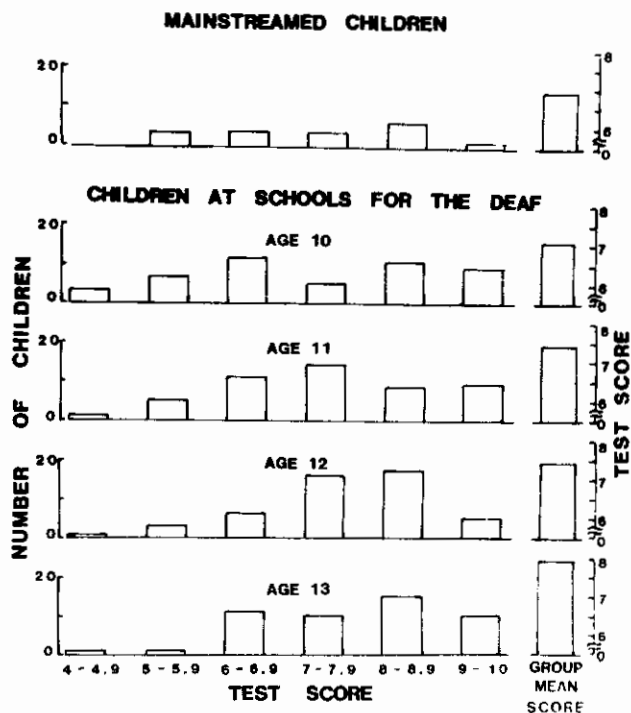 MAINSTREAMED CHILDREN
20
0
8
6
0
CHILDREN AT SCHOOLS FOR THE DEAF
AGE 10
20
0
8
7
6
0
AGE 11
20
0
8
7
6
0
AGE 12
20
0
8
7
6
0
AGE 13
20
0
8
7
6
0
NUMBER OF CHILDREN
TEST SCORE
4 - 4.9 5 - 5.9 6 - 6.9 7 - 7.9 8 - 8.9 9 - 10
TEST SCORE
GROUP
MEAN
SCORE